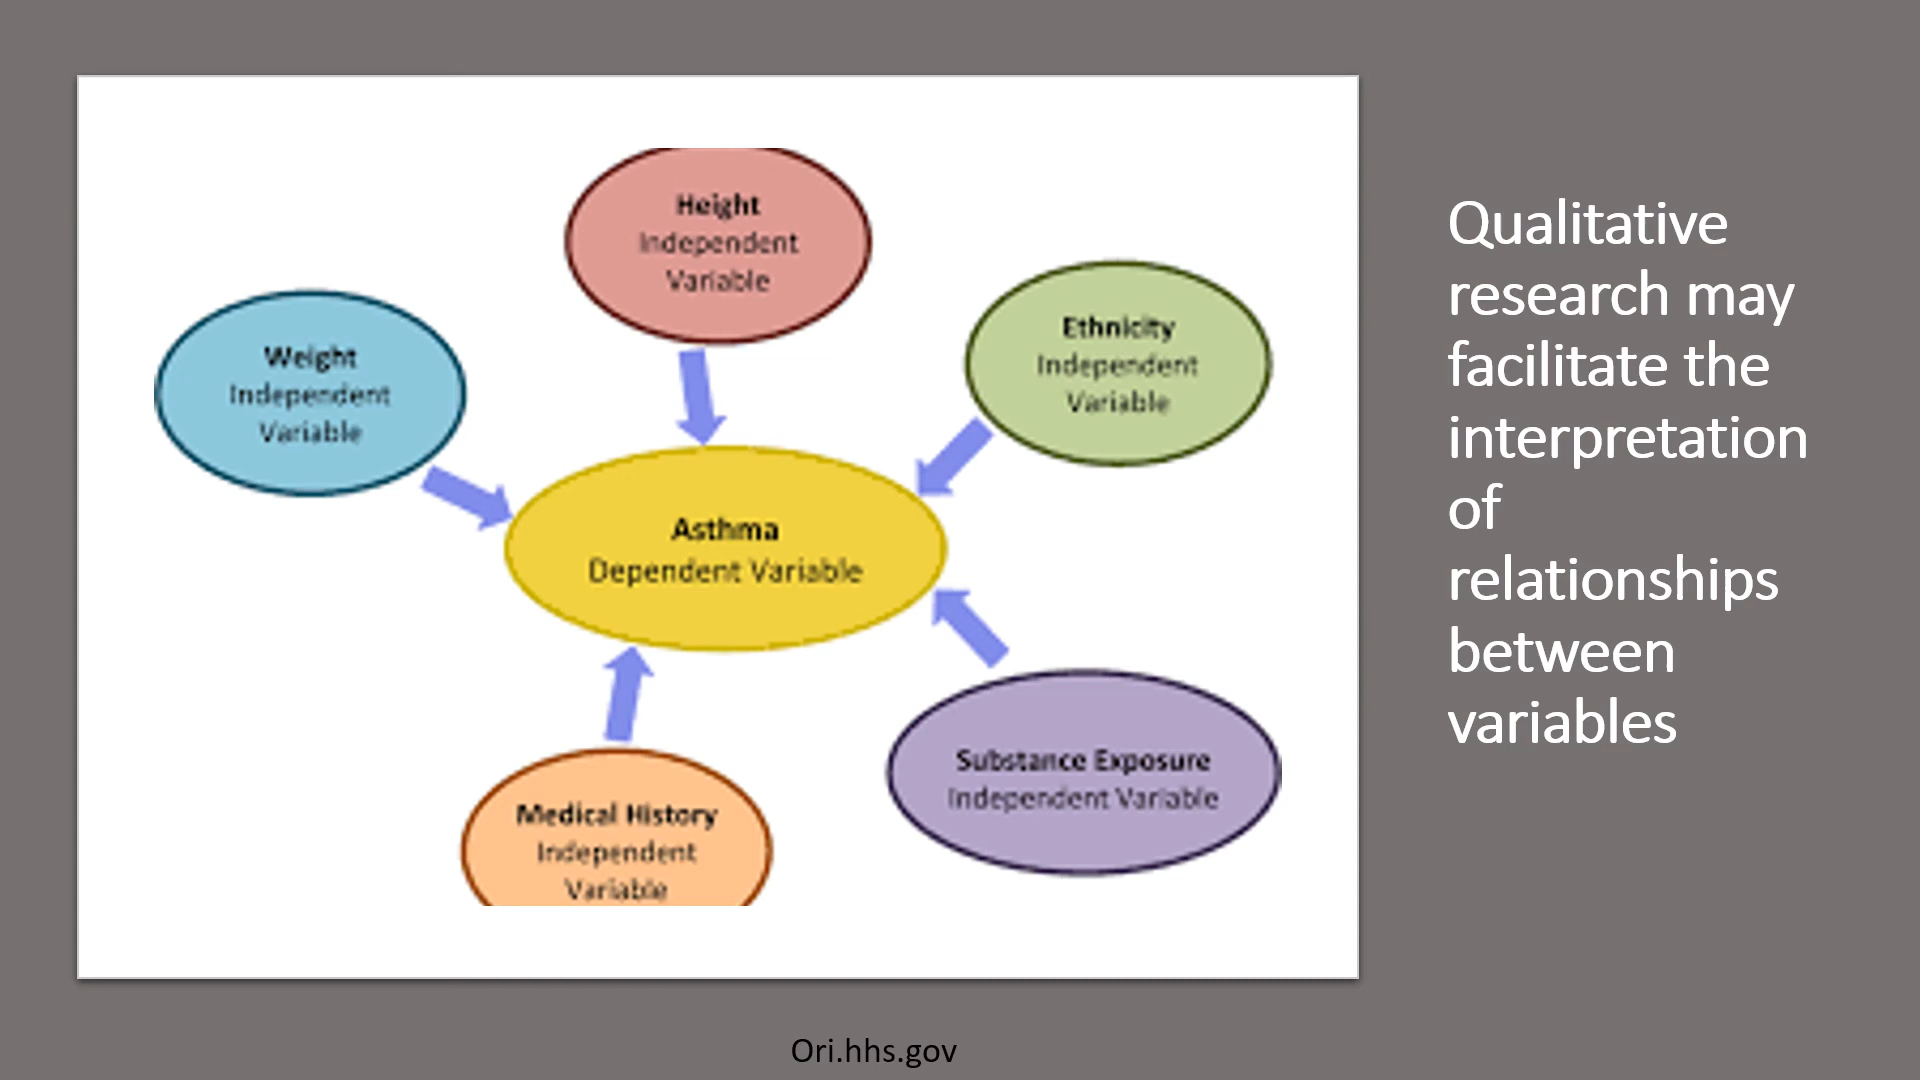 Height
Independent
Variable
Ethnicity
Independent
Variable
Weight
Independent
Variable
Asthma
Dependent Variable
Substance Exposure
Independent Variable
Medical History
Independent
Variable
Qualitative
research may
facilitate the
interpretation
of
relationships
between
variables
Ori.hhs.gov